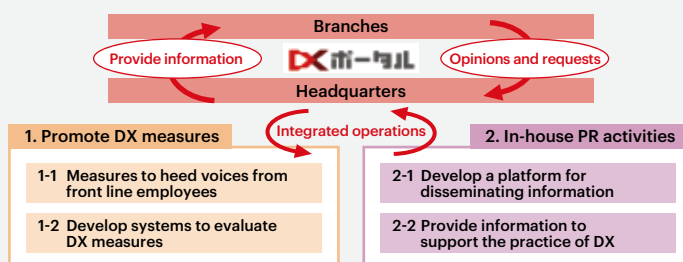 Branches
Provide information
DXポータル
Opinions and requests
Headquarters
Integrated operations
1. Promote DX measures
1-1 Measures to heed voices from
front line employees
1-2 Develop systems to evaluate
DX measures
2. In-house PR activities
2-1 Develop a platform for
disseminating information
2-2 Provide information to
support the practice of DX